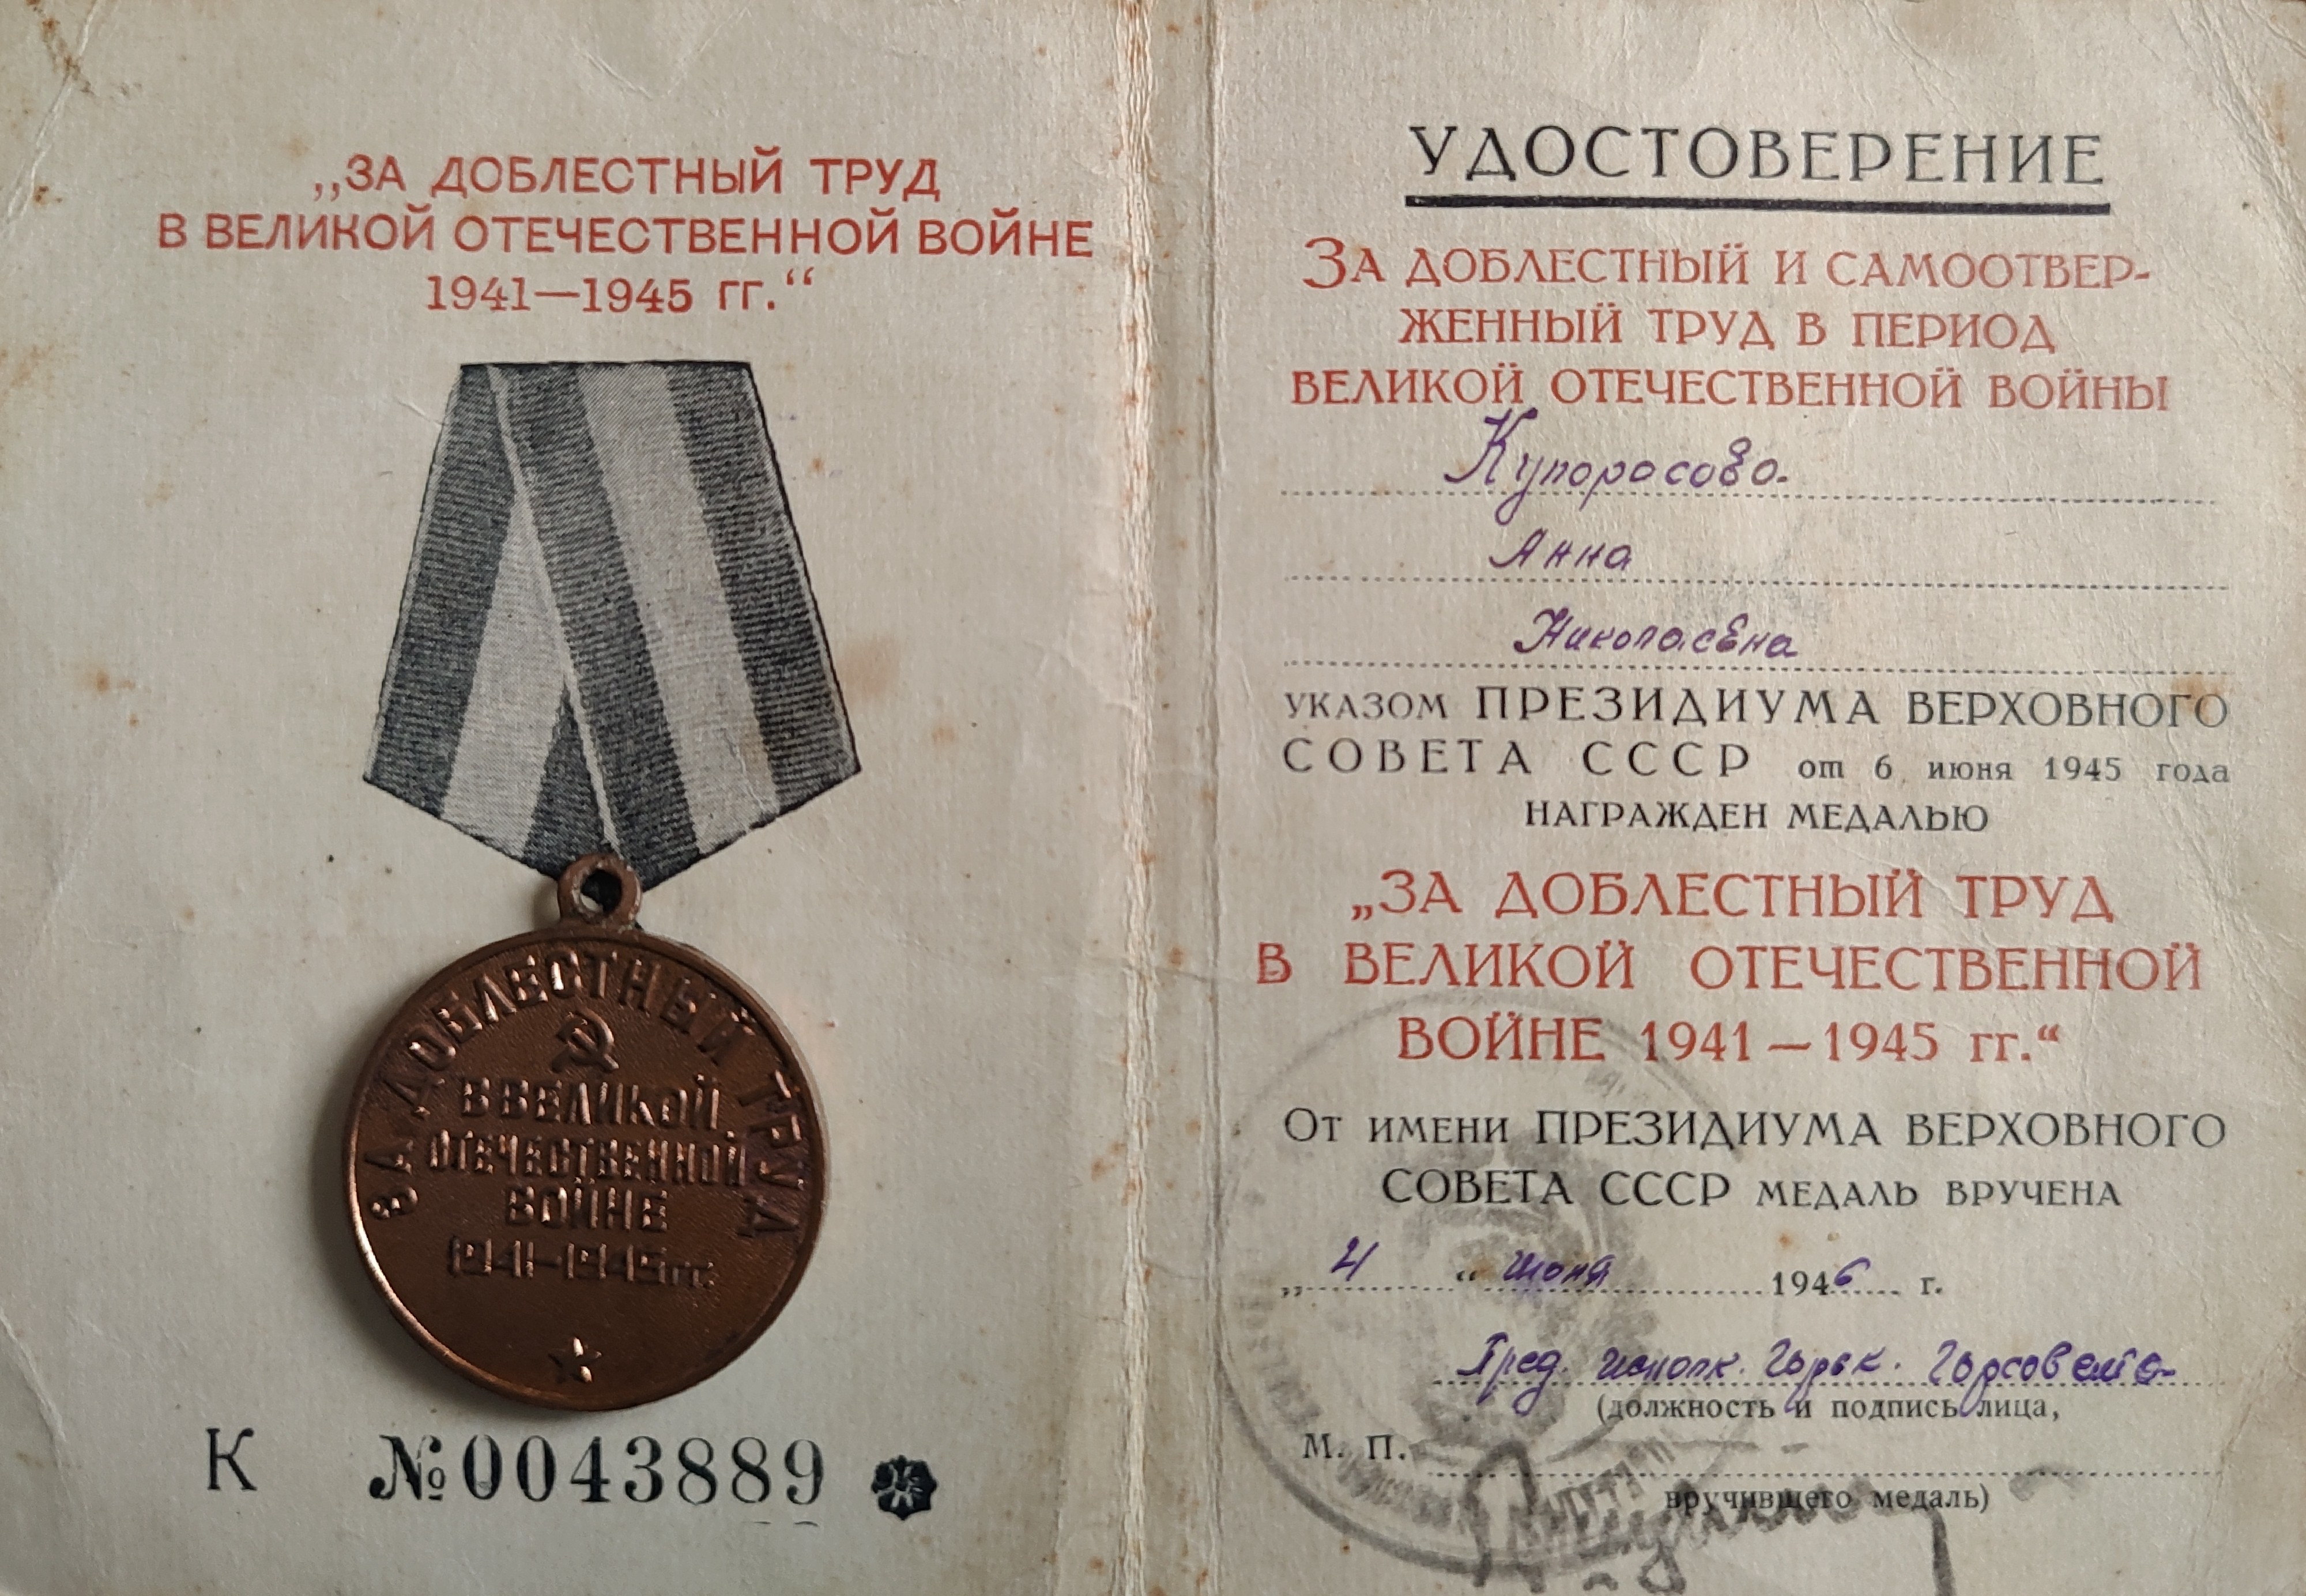 „ЗА ДОБЛЕСТНЫЙ ТРУД
В ВЕЛИКОЙ ОТЕЧЕСТВЕННОЙ ВОЙНЕ
1941—1945 ГГ.“
ЗА ДОБЛЕСТНЫЙ ТРУД
В ВЕЛИКОЙ
ОТЕЧЕСТВЕННОЙ
ВОЙНЕ
1941–1945 гг.
К №0043889
УДОСТОВЕРЕНИЕ
ЗА ДОБЛЕСТНЫЙ И САМООТВЕР-
ЖЕННЫЙ ТРУД В ПЕРИОД
ВЕЛИКОЙ ОТЕЧЕСТВЕННОЙ ВОЙНЫ
Купоросова
Анна
Николаевна
УКАЗОМ ПРЕЗИДИУМА ВЕРХОВНОГО
СОВЕТА СССР от 6 июня 1945 года
НАГРАЖДЕН МЕДАЛЬЮ
„ЗА ДОБЛЕСТНЫЙ ТРУД
В ВЕЛИКОЙ ОТЕЧЕСТВЕННОЙ
ВОЙНЕ 1941—1945 гг.“
ОТ ИМЕНИ ПРЕЗИДИУМА ВЕРХОВНОГО
СОВЕТА СССР МЕДАЛЬ ВРУЧЕНА
„ 4 “ июня 1946 г.
Пред. исполк. Горьк. Горсовета
(должность и подпись лица,
М. П.
вручившего медаль)